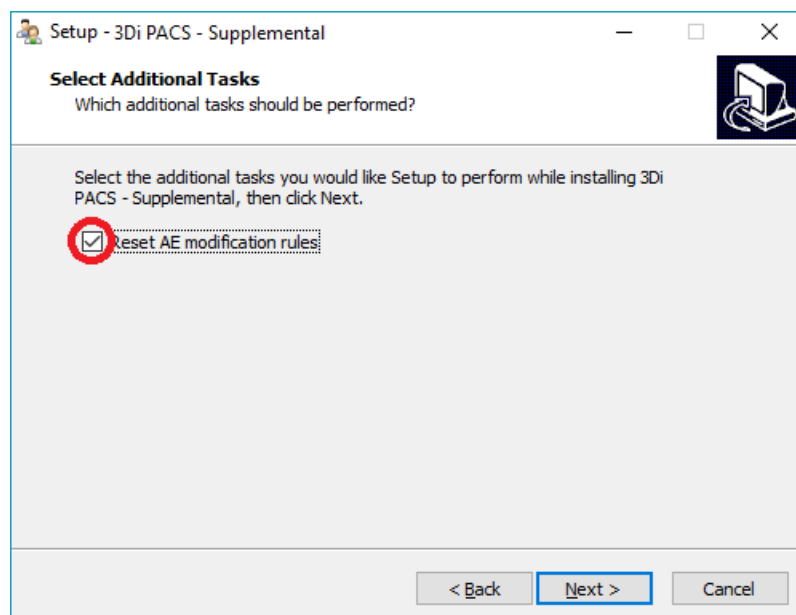 Setup - 3Di PACS - Supplemental
Select Additional Tasks
Which additional tasks should be performed?
Select the additional tasks you would like Setup to perform while installing 3Di
PACS - Supplemental, then click Next.
Reset AE modification rules
< Back
Next >
Cancel